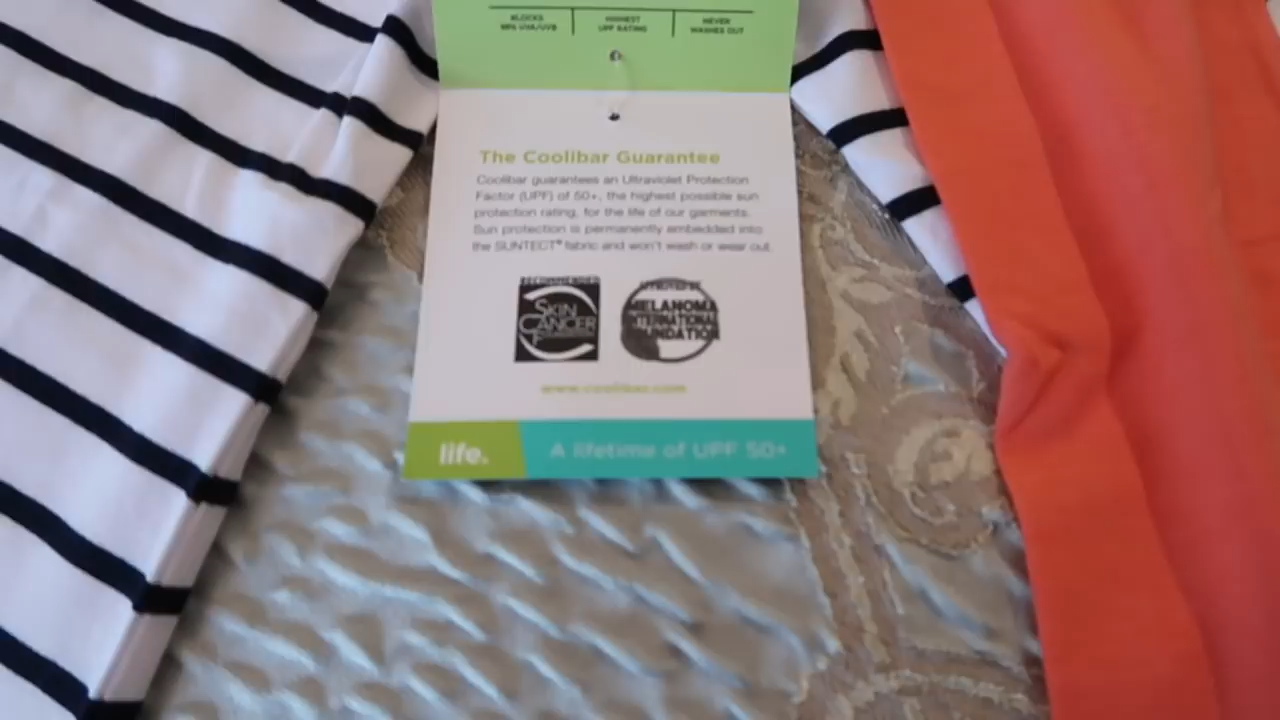 BLOCKS HIGHEST NEVER
98% UVA/UVB UPF RATING WASHES OUT
The Coolibar Guarantee
Coolibar guarantees an Ultraviolet Protection
Factor (UPF) of 50+, the highest possible sun
protection rating, for the life of our garments.
Sun protection is permanently embedded into
the SUNTECT® fabric and won't wash or wear out.
RECOMMENDED
SKIN
CANCER
MELANOMA
INTERNATIONAL
FOUNDATION
www.coolibar.com
life. A lifetime of UPF 50+